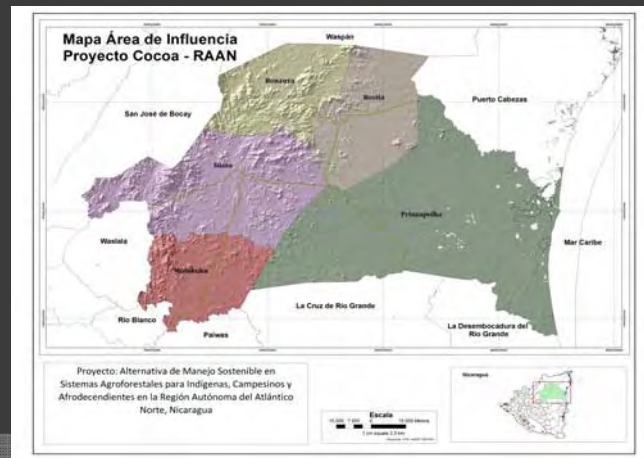 Mapa Área de Influencia
Proyecto Cocoa - RAAN
Waspán
Bonanza
Rosita
Puerto Cabezas
San José de Bocay
Siuna
Prinzapolka
Waslala
Mar Caribe
Mulukuku
La Cruz de Río Grande
Río Blanco
Paiwas
La Desembocadura del
Río Grande
Proyecto: Alternativa de Manejo Sostenible en
Sistemas Agroforestales para Indígenas, Campesinos y
Afrodecendientes en la Región Autónoma del Atlántico
Norte, Nicaragua
Escala
Nicaragua